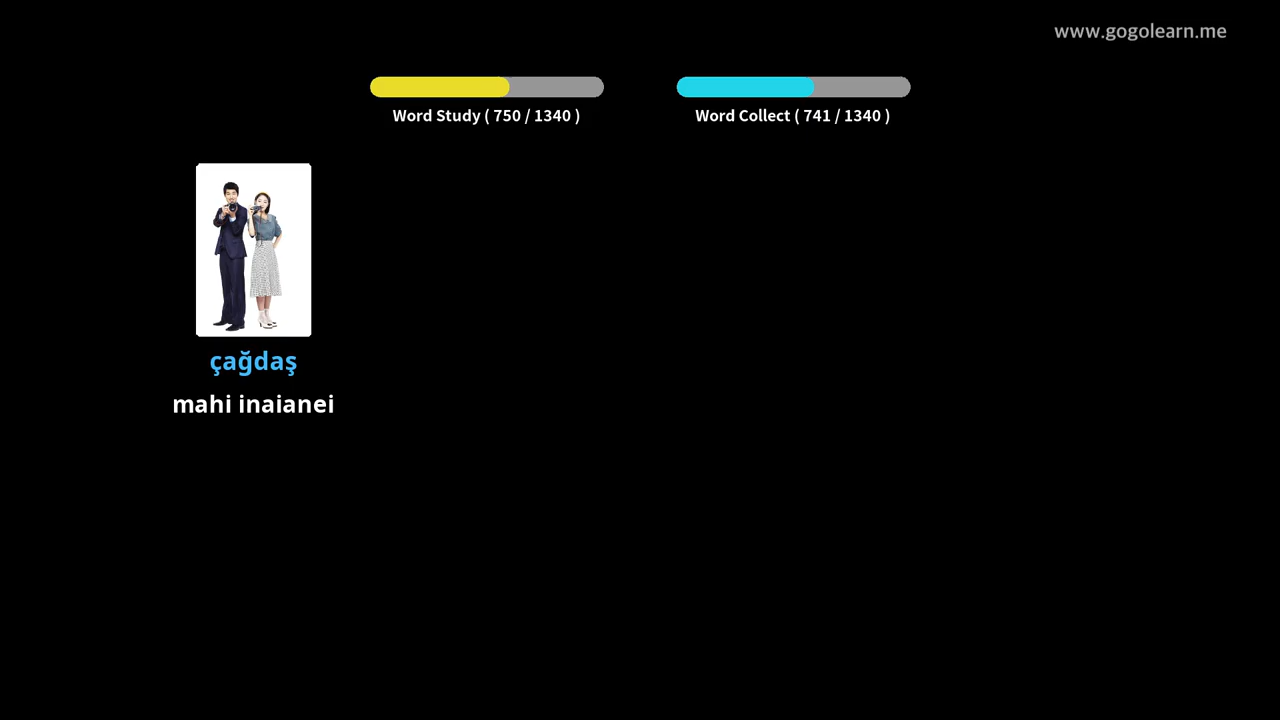 www.gogolearn.me
Word Study ( 750 / 1340 )
Word Collect ( 741 / 1340 )
çağdaş
mahi inaianei